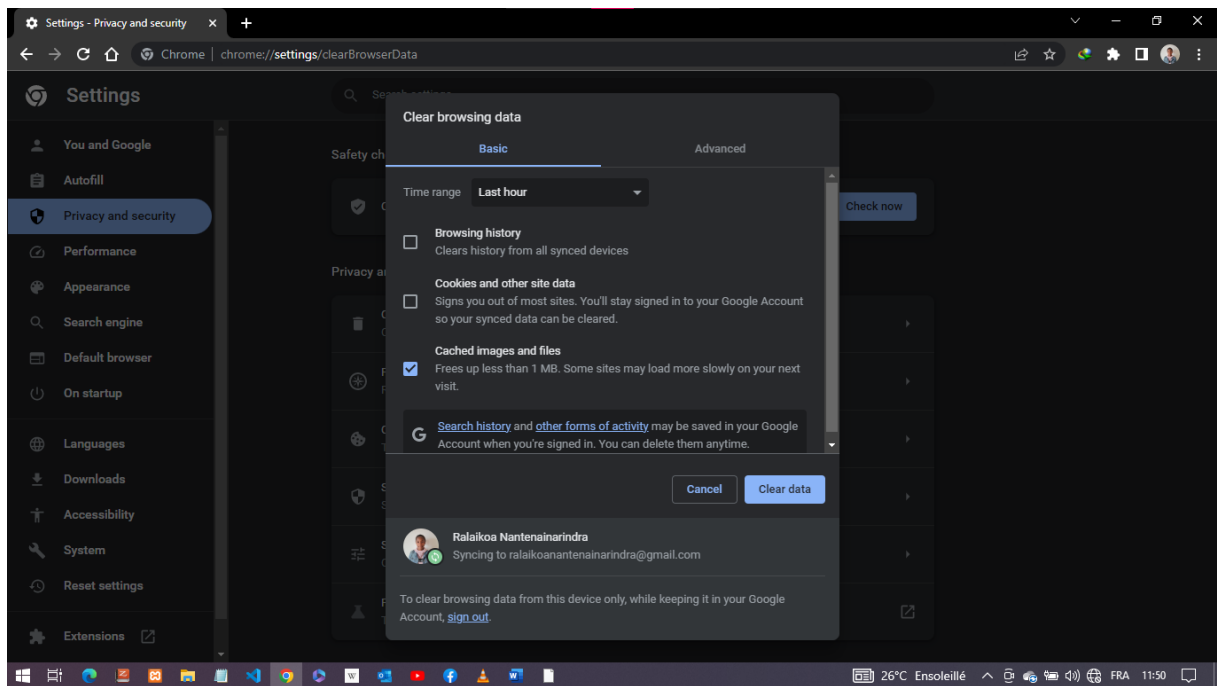 Settings - Privacy and security
Chrome | chrome://settings/clearBrowserData
Settings
You and Google
Autofill
Privacy and security
Performance
Appearance
Search engine
Default browser
On startup
Languages
Downloads
Accessibility
System
Reset settings
Extensions
Safety ch
Check now
Privacy a
Clear browsing data
Basic Advanced
Time range Last hour
Browsing history
Clears history from all synced devices
Cookies and other site data
Signs you out of most sites. You'll stay signed in to your Google Account
so your synced data can be cleared.
Cached images and files
Frees up less than 1 MB. Some sites may load more slowly on your next
visit.
Search history and other forms of activity may be saved in your Google
Account when you're signed in. You can delete them anytime.
Cancel Clear data
Ralaikoa Nantenainarindra
Syncing to ralaikoanantenainarindra@gmail.com
To clear browsing data from this device only, while keeping it in your Google
Account, sign out.
26°C Ensoleillé FRA 11:50